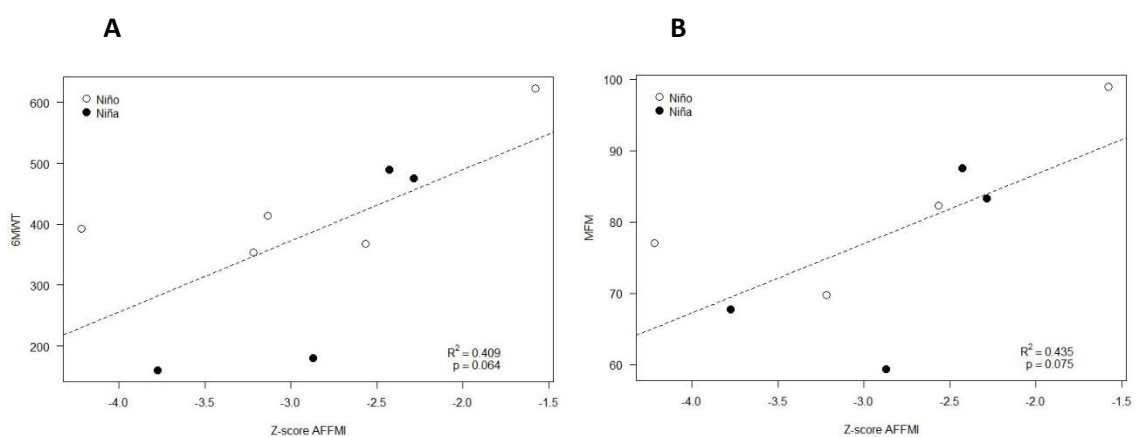 A
Niño
Niña
600
500
400
300
200
6MWT
R² = 0.409
p = 0.064
-4.0 -3.5 -3.0 -2.5 -2.0 -1.5
Z-score AFFMI
B
Niño
Niña
100
90
80
70
60
MFM
R² = 0.435
p = 0.075
-4.0 -3.5 -3.0 -2.5 -2.0 -1.5
Z-score AFFMI